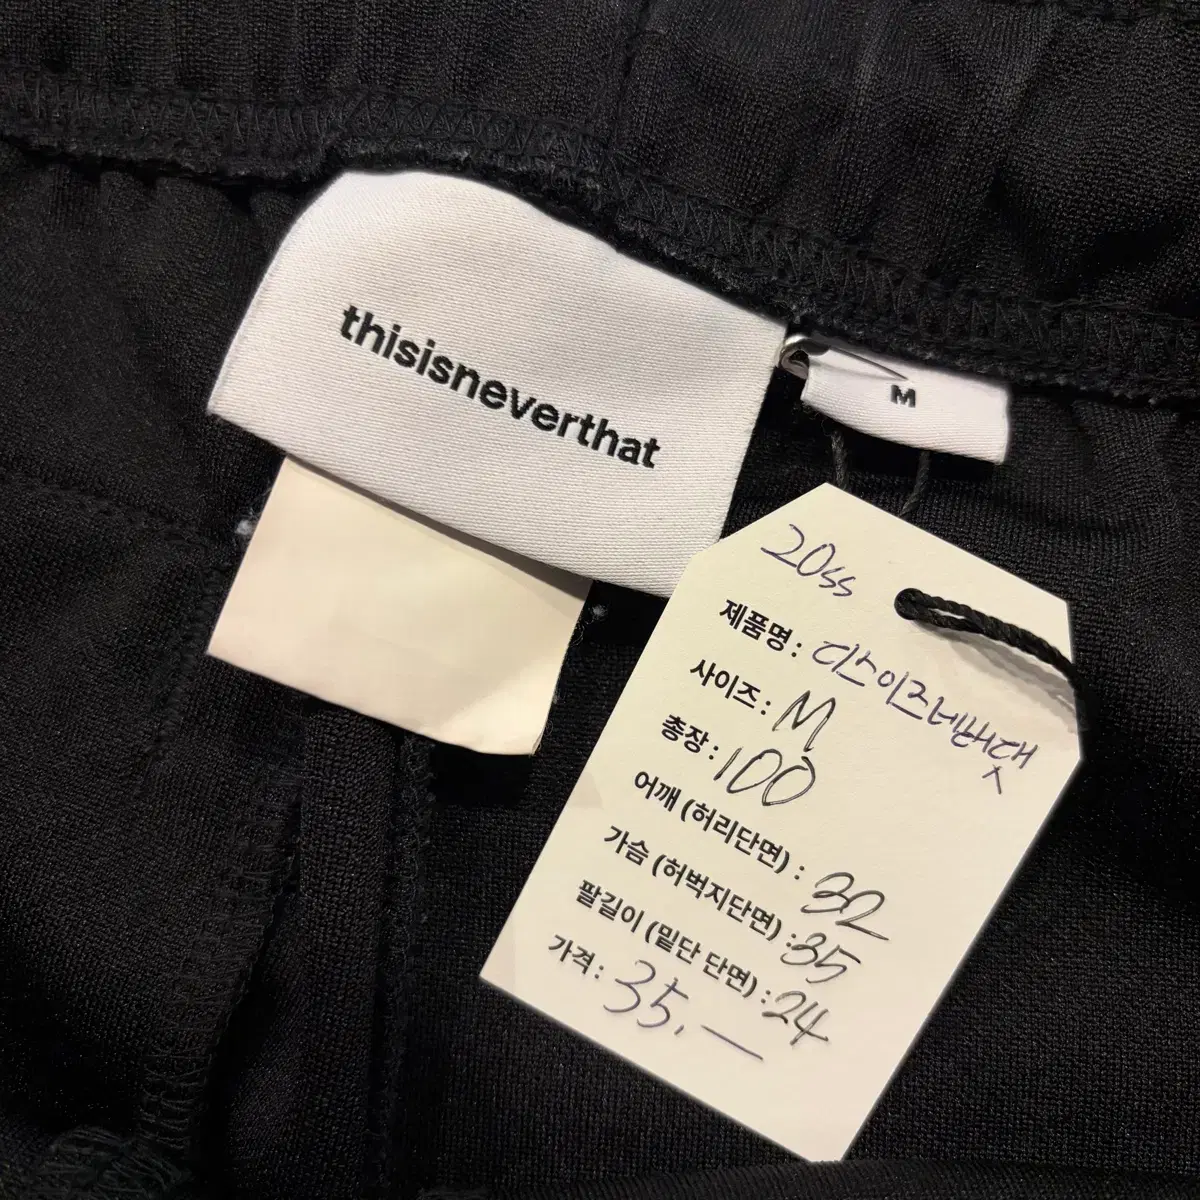 thisisneverthat
M
20ss
제품명 : 디스이즈네버댓
사이즈 : M
총장 : 100
어깨 (허리단면) : 32
가슴 (허벅지단면) : 35
팔길이 (밑단 단면) : 24
가격 : 35.—